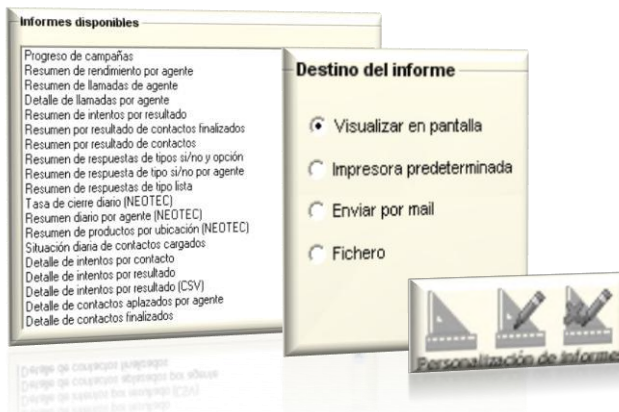 Informes disponibles
Progreso de campañas
Resumen de rendimiento por agente
Resumen de llamadas de agente
Detalle de llamadas por agente
Resumen de intentos por resultado
Resumen por resultado de contactos finalizados
Resumen por resultado de contactos
Resumen de respuestas de tipos si/no y opción
Resumen de respuesta de tipo si/no por agente
Resumen de respuestas de tipo lista
Tasa de cierre diario (NEOTEC)
Resumen diario por agente (NEOTEC)
Resumen de productos por ubicación (NEOTEC)
Situación diaria de contactos cargados
Detalle de intentos por contacto
Detalle de intentos por resultado
Detalle de intentos por resultado (CSV)
Detalle de contactos aplazados por agente
Detalle de contactos finalizados
Destino del informe
Visualizar en pantalla
Impresora predeterminada
Enviar por mail
Fichero
Personalización de Informes